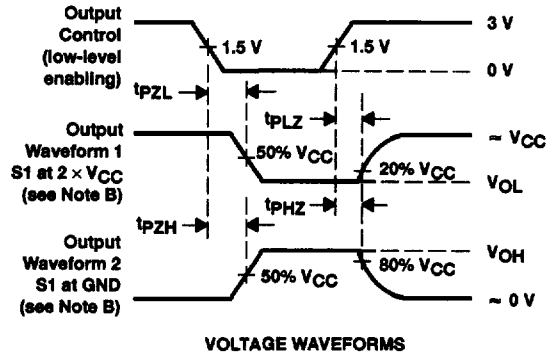 Output
Control
(low-level
enabling)
1.5 V
1.5 V
3 V
0 V
tPZL
tPLZ
Output
Waveform 1
S1 at 2 × VCC
(see Note B)
50% VCC
20% VCC
≈ VCC
VOL
tPZH
tPHZ
Output
Waveform 2
S1 at GND
(see Note B)
50% VCC
80% VCC
VOH
≈ 0 V
VOLTAGE WAVEFORMS